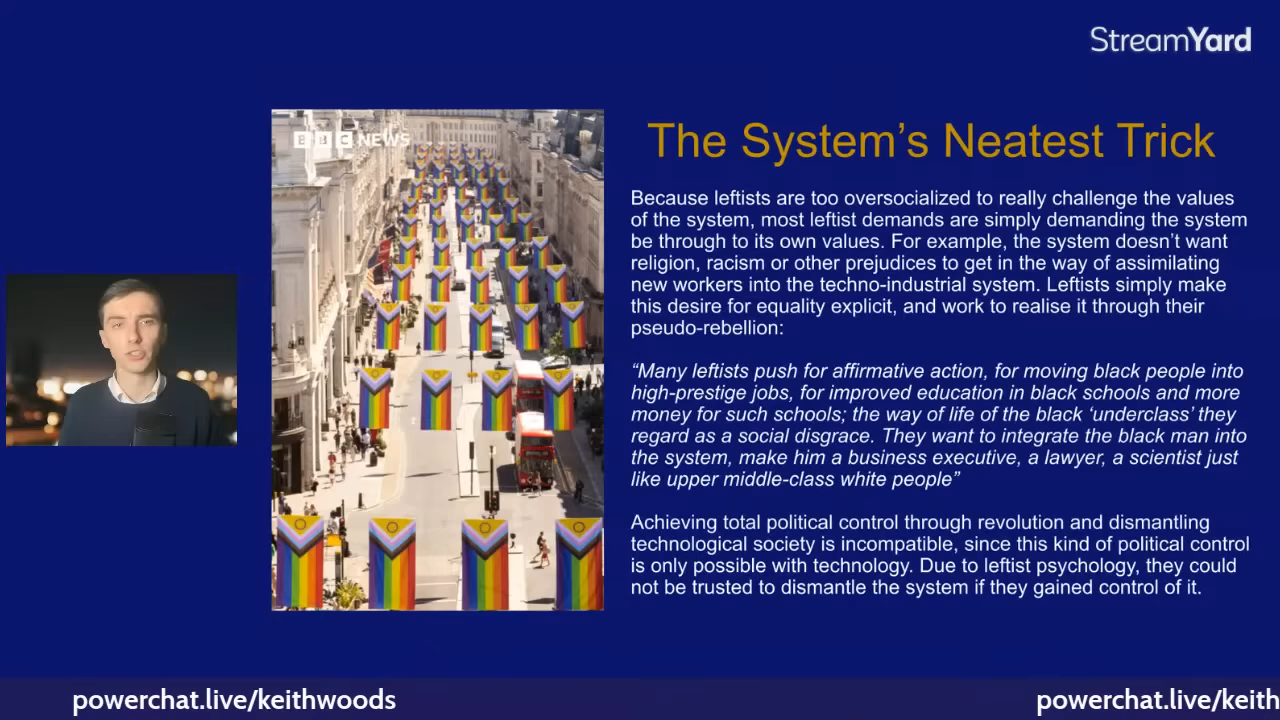 StreamYard
BBC NEWS
The System's Neatest Trick
Because leftists are too oversocialized to really challenge the values
of the system, most leftist demands are simply demanding the system
be through to its own values. For example, the system doesn't want
religion, racism or other prejudices to get in the way of assimilating
new workers into the techno-industrial system. Leftists simply make
this desire for equality explicit, and work to realise it through their
pseudo-rebellion:
“Many leftists push for affirmative action, for moving black people into
high-prestige jobs, for improved education in black schools and more
money for such schools; the way of life of the black ‘underclass’ they
regard as a social disgrace. They want to integrate the black man into
the system, make him a business executive, a lawyer, a scientist just
like upper middle-class white people”
Achieving total political control through revolution and dismantling
technological society is incompatible, since this kind of political control
is only possible with technology. Due to leftist psychology, they could
not be trusted to dismantle the system if they gained control of it.
powerchat.live/keithwoods
powerchat.live/keith